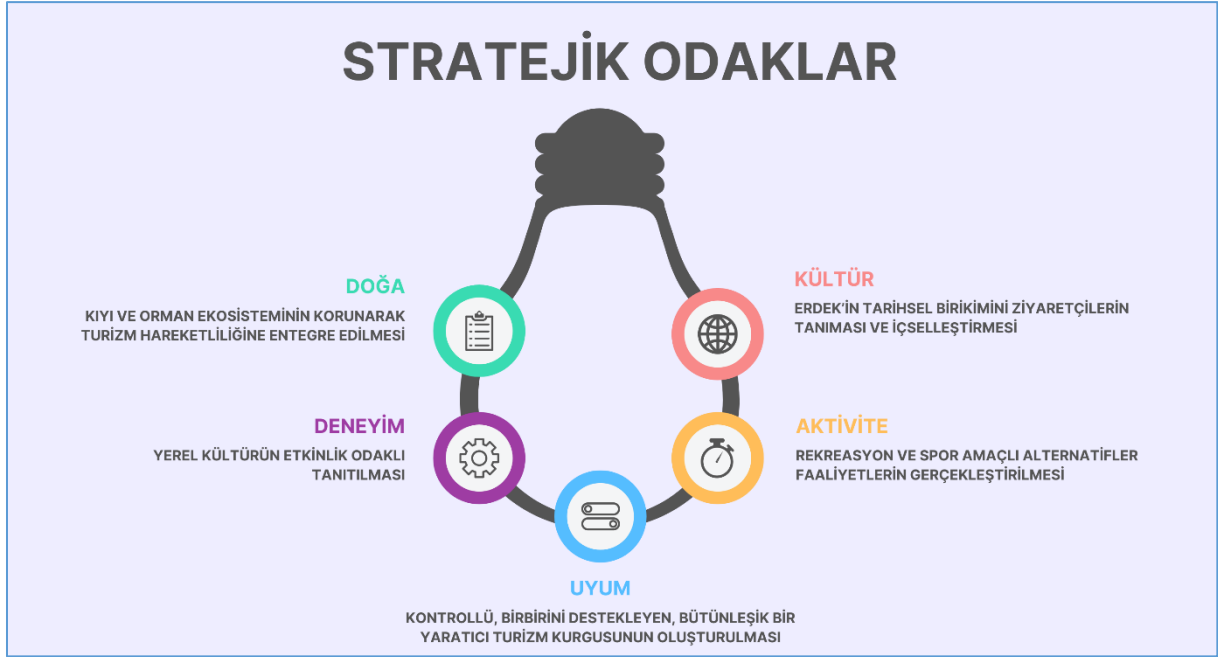 STRATEJİK ODAKLAR
DOĞA
KIYI VE ORMAN EKOSİSTEMİNİN KORUNARAK
TURİZM HAREKETLİLİĞİNE ENTEGRE EDİLMESİ
KÜLTÜR
ERDEK'İN TARİHSEL BİRİKİMİNİ ZİYARETÇİLERİN
TANIMASI VE İÇSELLEŞTİRMESİ
DENEYİM
YEREL KÜLTÜRÜN ETKİNLİK ODAKLI
TANITILMASI
AKTİVİTE
REKREASYON VE SPOR AMAÇLI ALTERNATİFLER
FAALİYETLERİN GERÇEKLEŞTİRİLMESİ
UYUM
KONTROLLÜ, BİRBİRİNİ DESTEKLEYEN, BÜTÜNLEŞİK BİR
YARATICI TURİZM KURGUSUNUN OLUŞTURULMASI